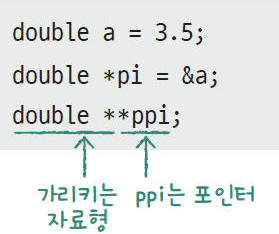 double a = 3.5;
double *pi = &a;
double **ppi;
가리키는 ppi는 포인터
자료형